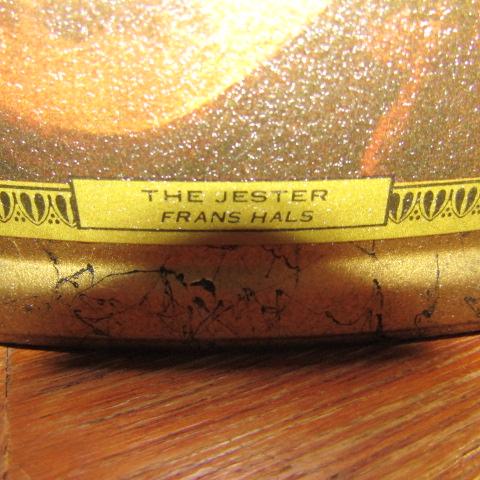 THE JESTER
FRANS HALS